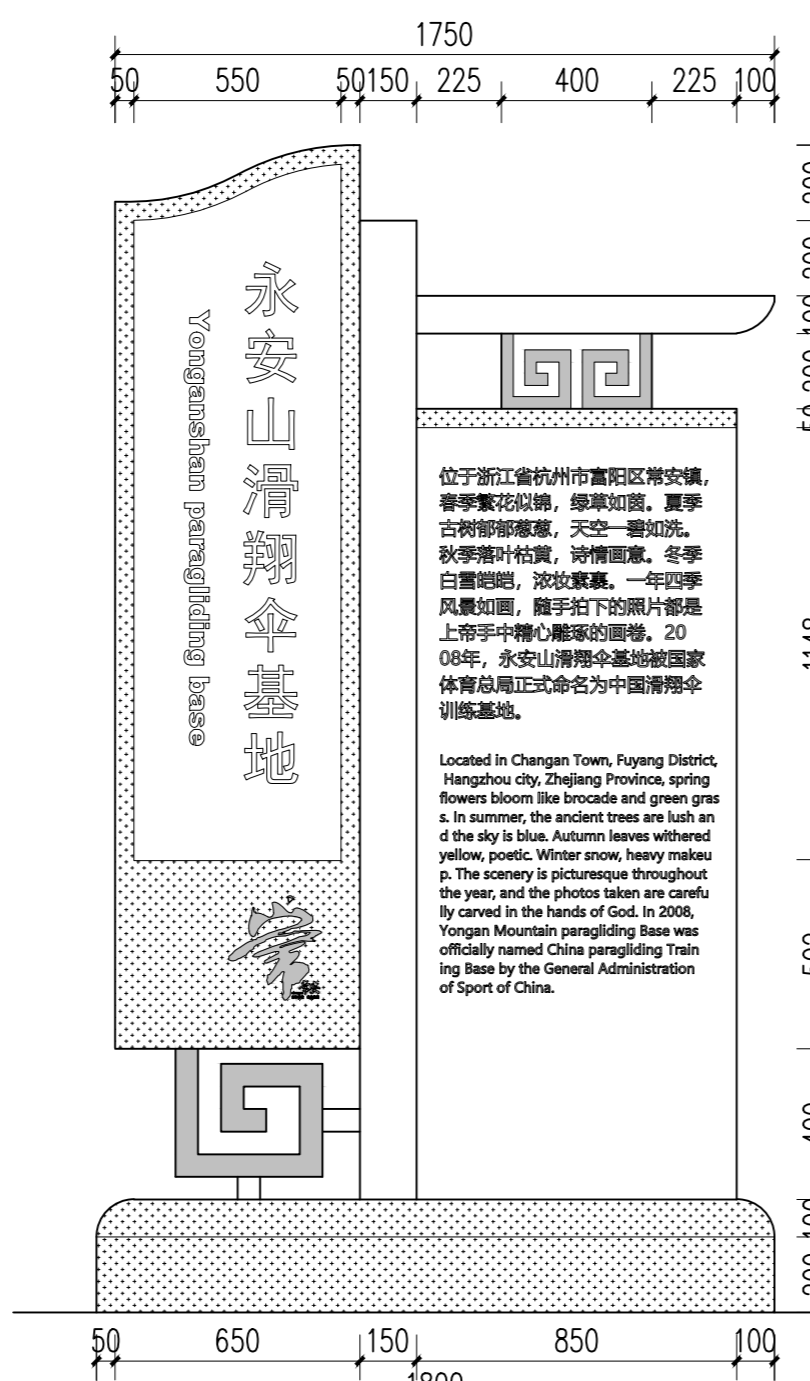 1750
50 550 50 150 225 400 225 100
永安山滑翔伞基地
Yonganshan paragliding base
位于浙江省杭州市富阳区常安镇,
春季繁花似锦, 绿草如茵。夏季
古树郁郁葱葱, 天空一碧如洗。
秋季落叶枯黄, 诗情画意。冬季
白雪皑皑, 浓妆素裹。一年四季
风景如画, 随手拍下的照片都是
上帝手中精心雕琢的画卷。20
08年, 永安山滑翔伞基地被国家
体育总局正式命名为中国滑翔伞
训练基地。
Located in Changan Town, Fuyang District,
Hangzhou city, Zhejiang Province, spring
flowers bloom like brocade and green gras
s. In summer, the ancient trees are lush an
d the sky is blue. Autumn leaves withered
yellow, poetic. Winter snow, heavy makeu
p. The scenery is picturesque throughout
the year, and the photos taken are carefu
lly carved in the hands of God. In 2008,
Yongan Mountain paragliding Base was
officially named China paragliding Train
ing Base by the General Administration
of Sport of China.
常
50 650 150 850 100
1800